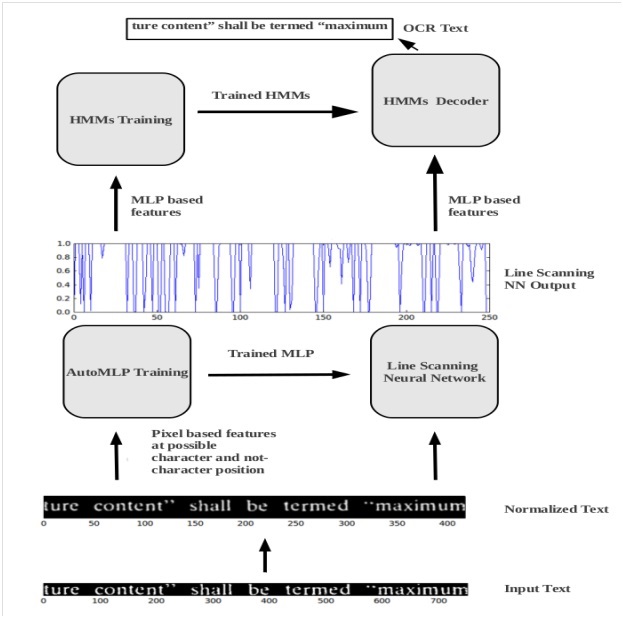 ture content” shall be termed “maximum
OCR Text
HMMs Training
Trained HMMs
HMMs Decoder
MLP based
features
MLP based
features
1.0
0.8
0.6
0.4
0.2
0.0
0 50 100 150 200 250
Line Scanning
NN Output
AutoMLP Training
Trained MLP
Line Scanning
Neural Network
Pixel based features
at possible
character and not-
character position
ture content” shall be termed “maximum
0 50 100 150 200 250 300 350 400
Normalized Text
ture content” shall be termed “maximum
0 100 200 300 400 500 600 700
Input Text